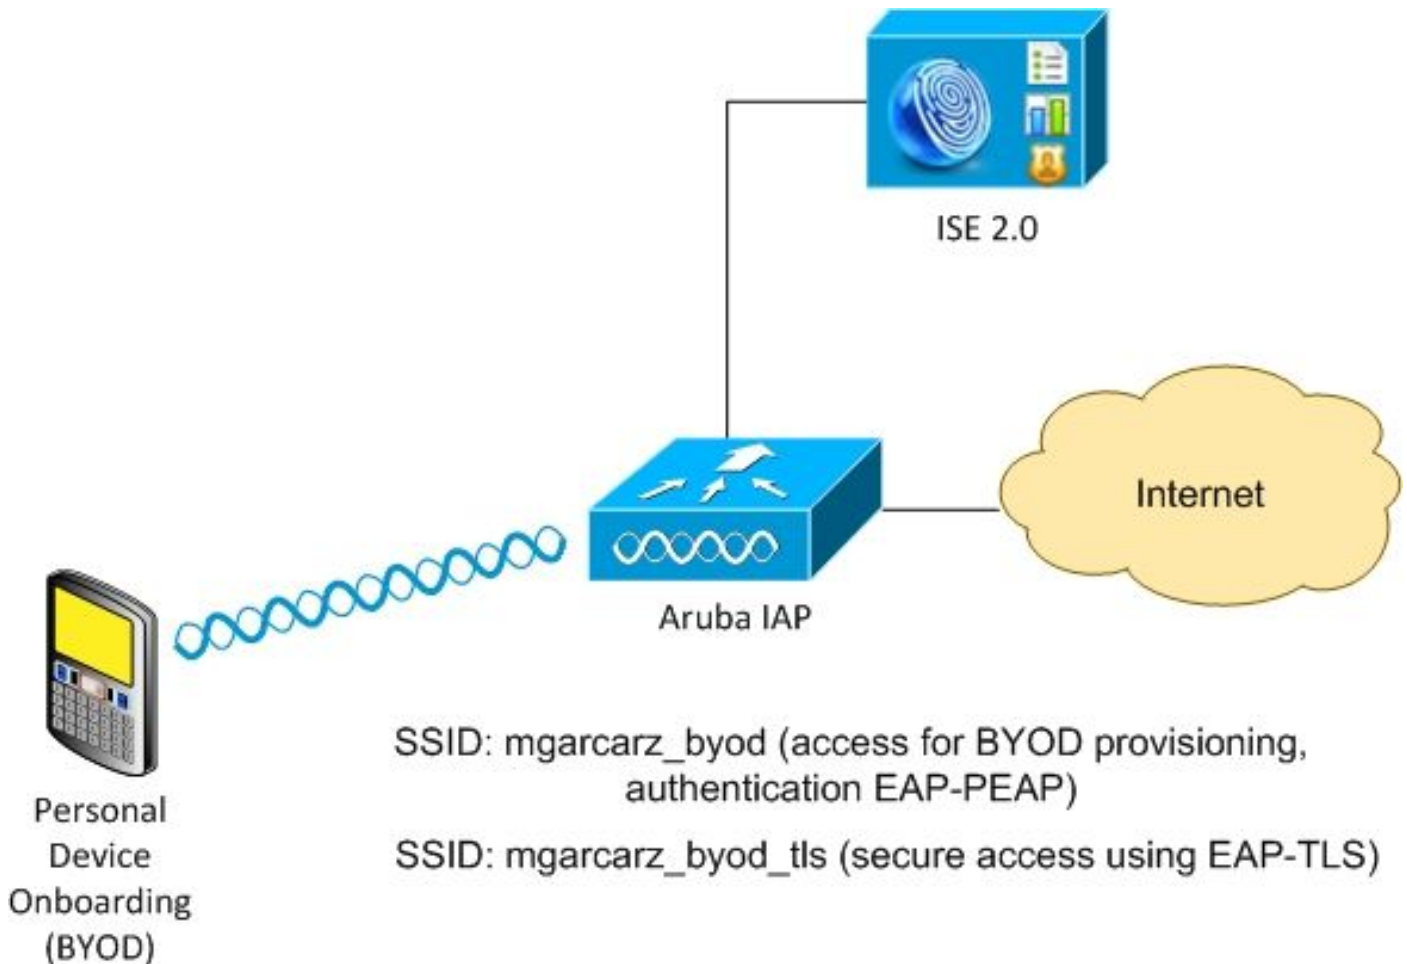 ISE 2.0
Internet
Aruba IAP
SSID: mgarcarz_byod (access for BYOD provisioning,
authentication EAP-PEAP)
SSID: mgarcarz_byod_tls (secure access using EAP-TLS)
Personal
Device
Onboarding
(BYOD)